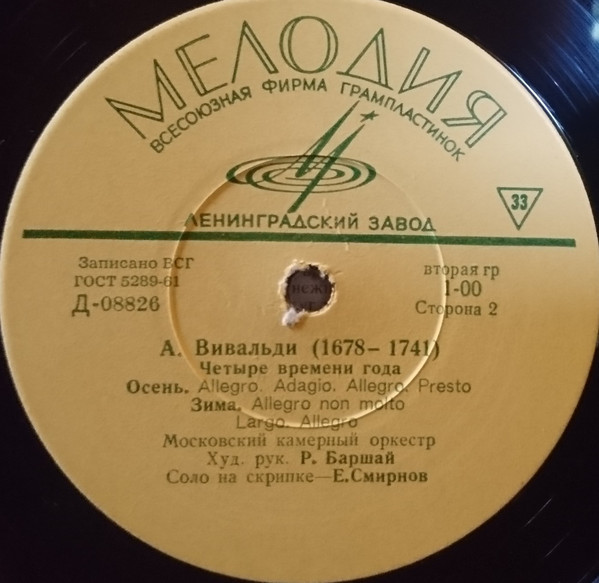 МЕЛОДИЯ
ВСЕСОЮЗНАЯ ФИРМА ГРАМПЛАСТИНОК
33
ЛЕНИНГРАДСКИЙ ЗАВОД
Записано ВСГ
ГОСТ 5289-61
Д-08826
вторая гр
1-00
Сторона 2
А. Вивальди (1678–1741)
Четыре времени года
Осень. Allegro. Adagio. Allegro. Presto
Зима. Allegro non molto
Largo. Allegro
Московский камерный оркестр
Худ. рук. Р. Баршай
Соло на скрипке—Е.Смирнов